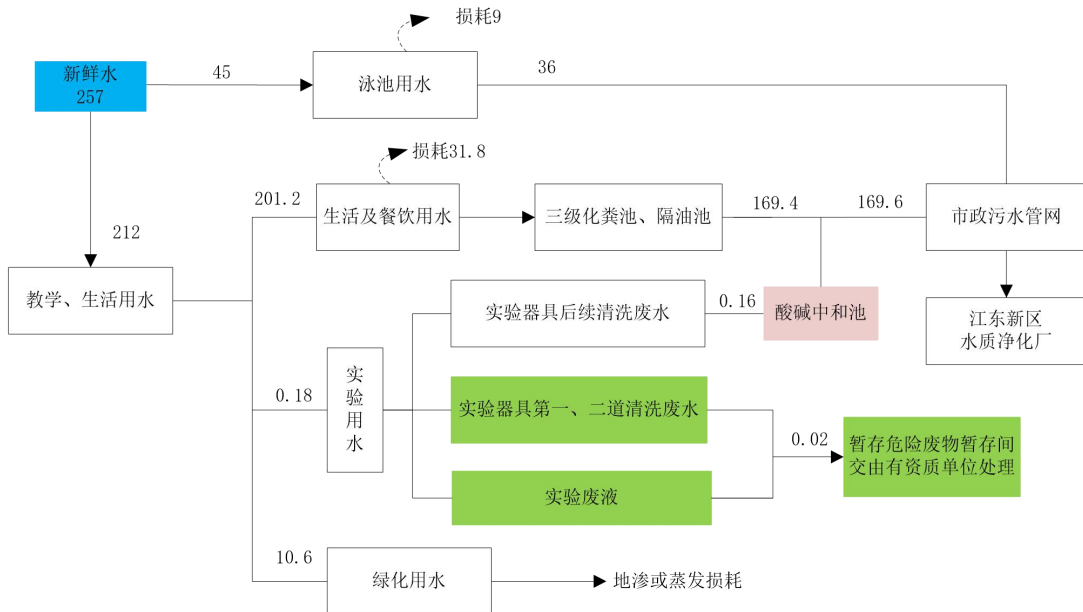 损耗9
新鲜水
257
45
泳池用水
36
损耗31.8
201.2
生活及餐饮用水
三级化粪池、隔油池
169.4
169.6
市政污水管网
212
教学、生活用水
实验器具后续清洗废水
0.16
酸碱中和池
江东新区
水质净化厂
0.18
实
验
用
水
实验器具第一、二道清洗废水
0.02
暂存危险废物暂存间
交由有资质单位处理
实验废液
10.6
绿化用水
地渗或蒸发损耗